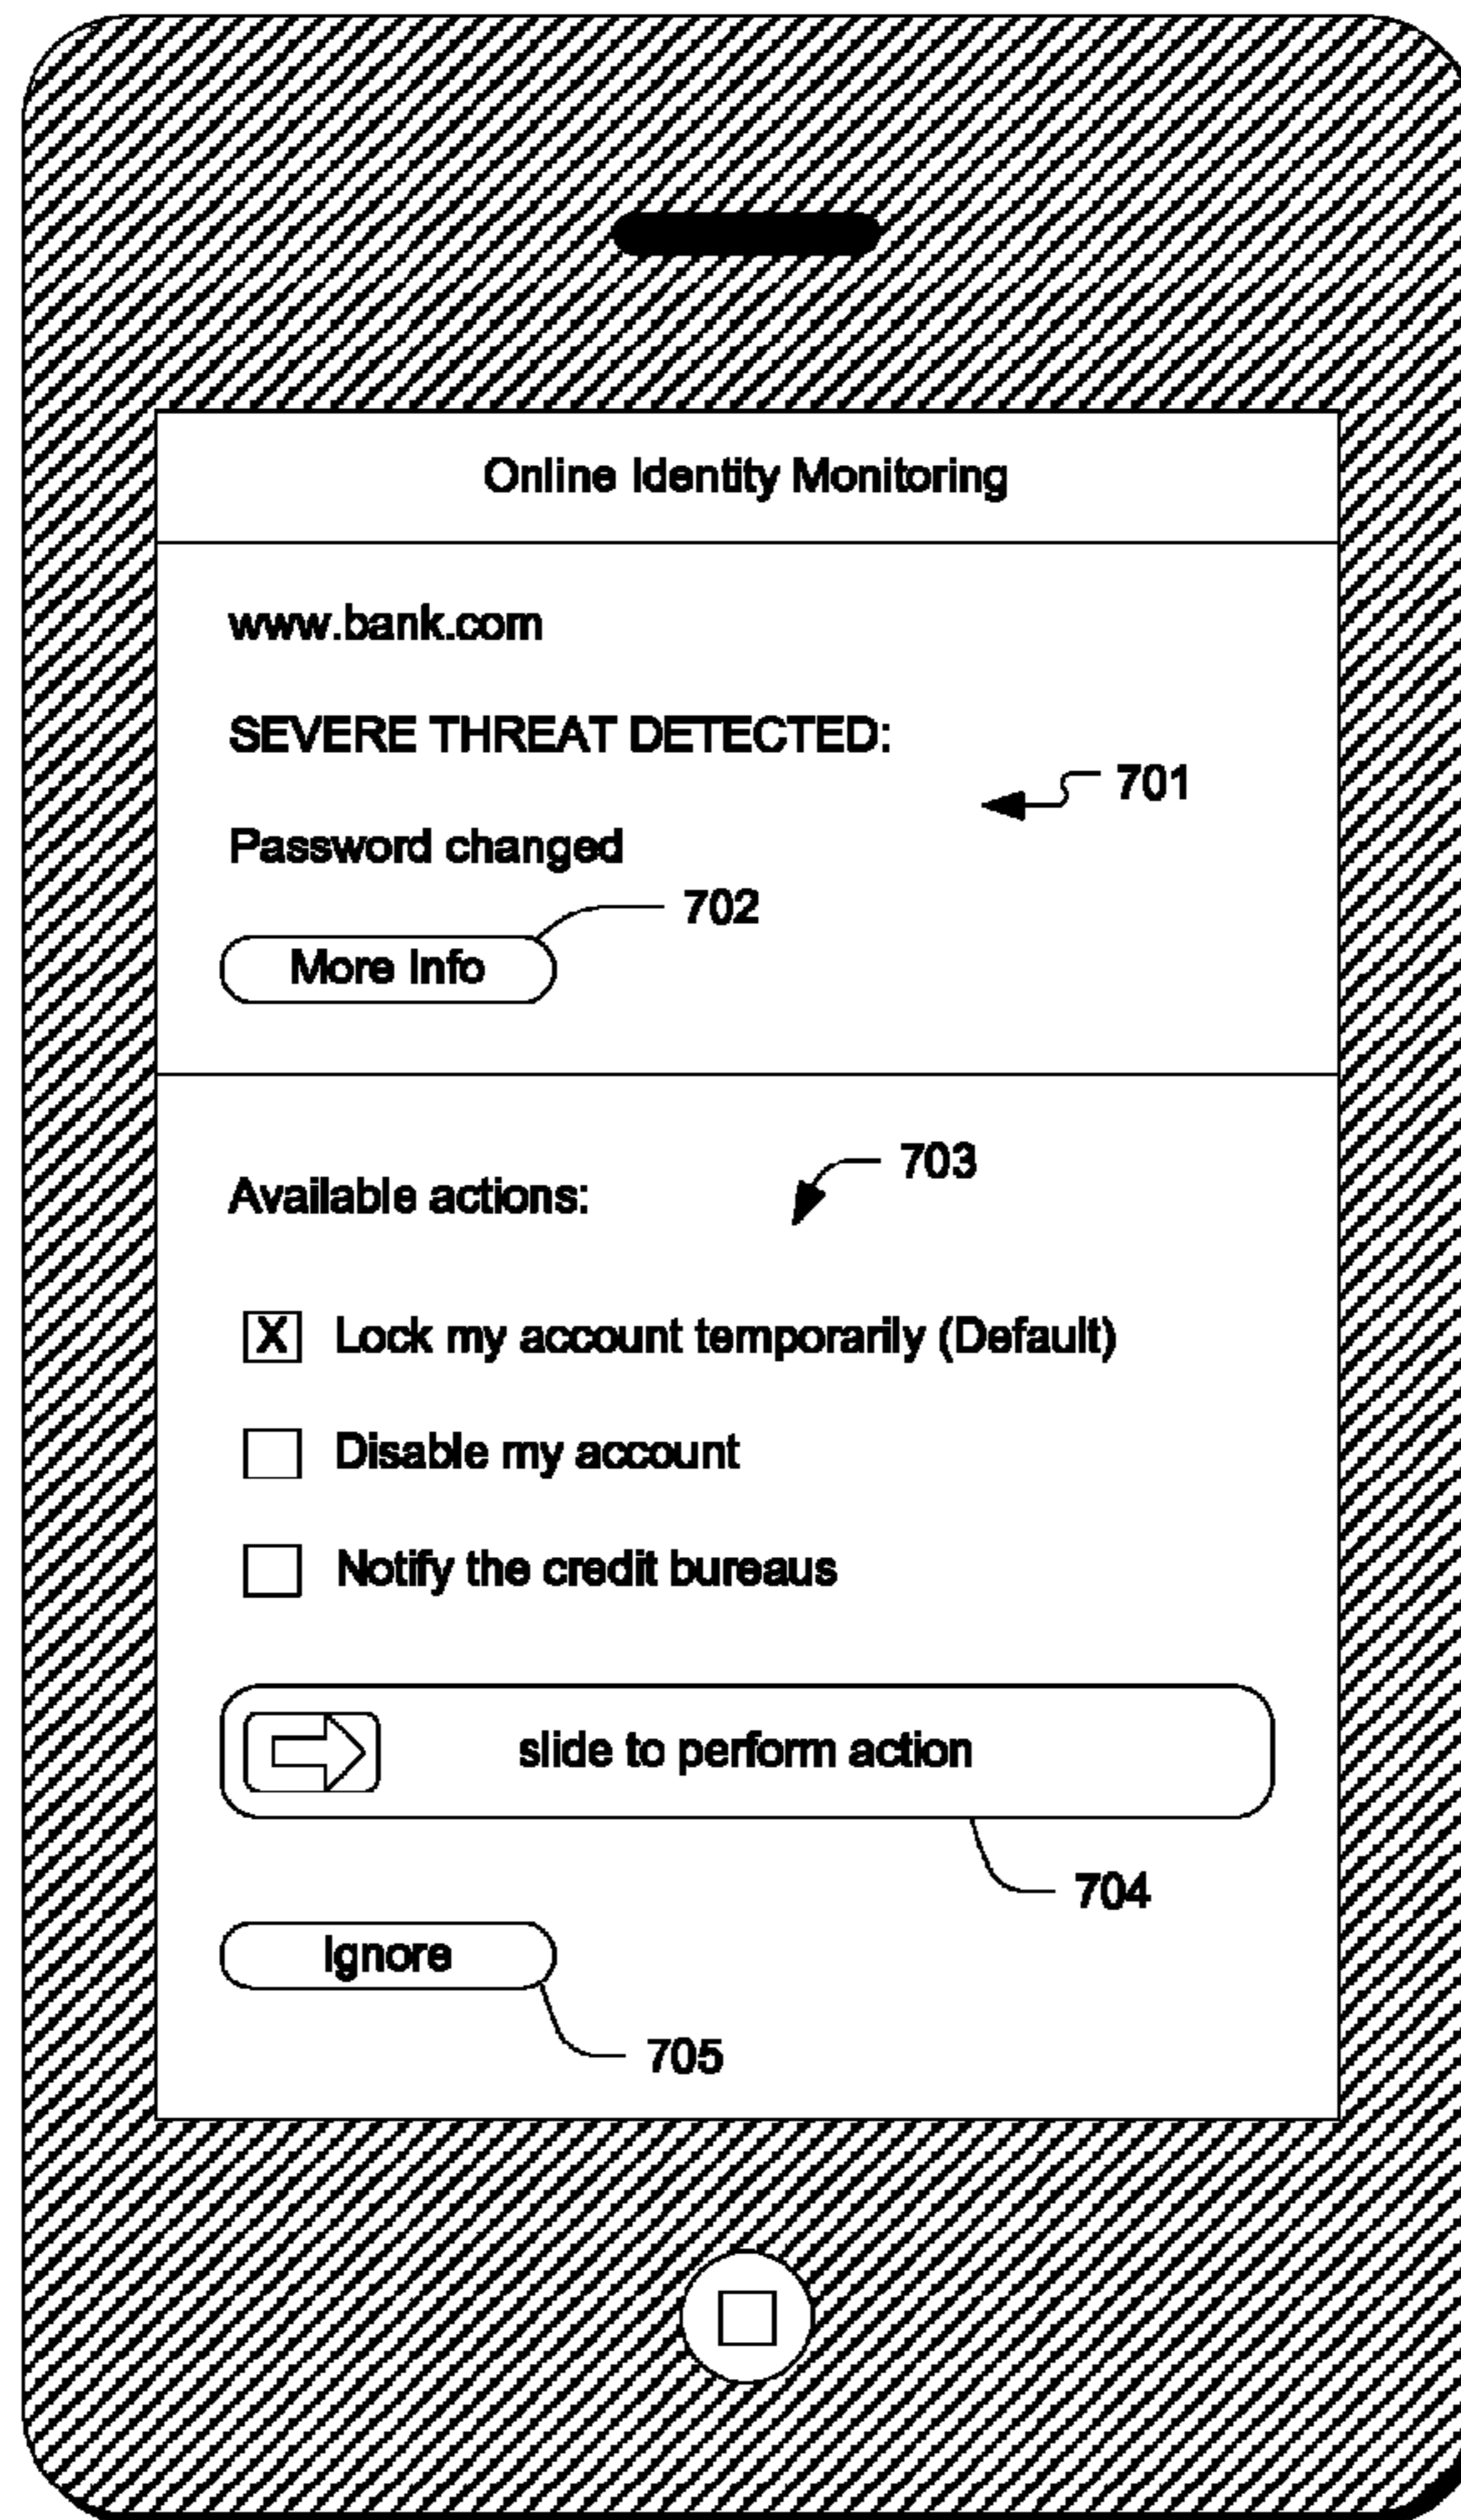 Online Identity Monitoring
www.bank.com
SEVERE THREAT DETECTED:
701
Password changed
702
More Info
703
Available actions:
X Lock my account temporarily (Default)
Disable my account
Notify the credit bureaus
slide to perform action
704
Ignore
705